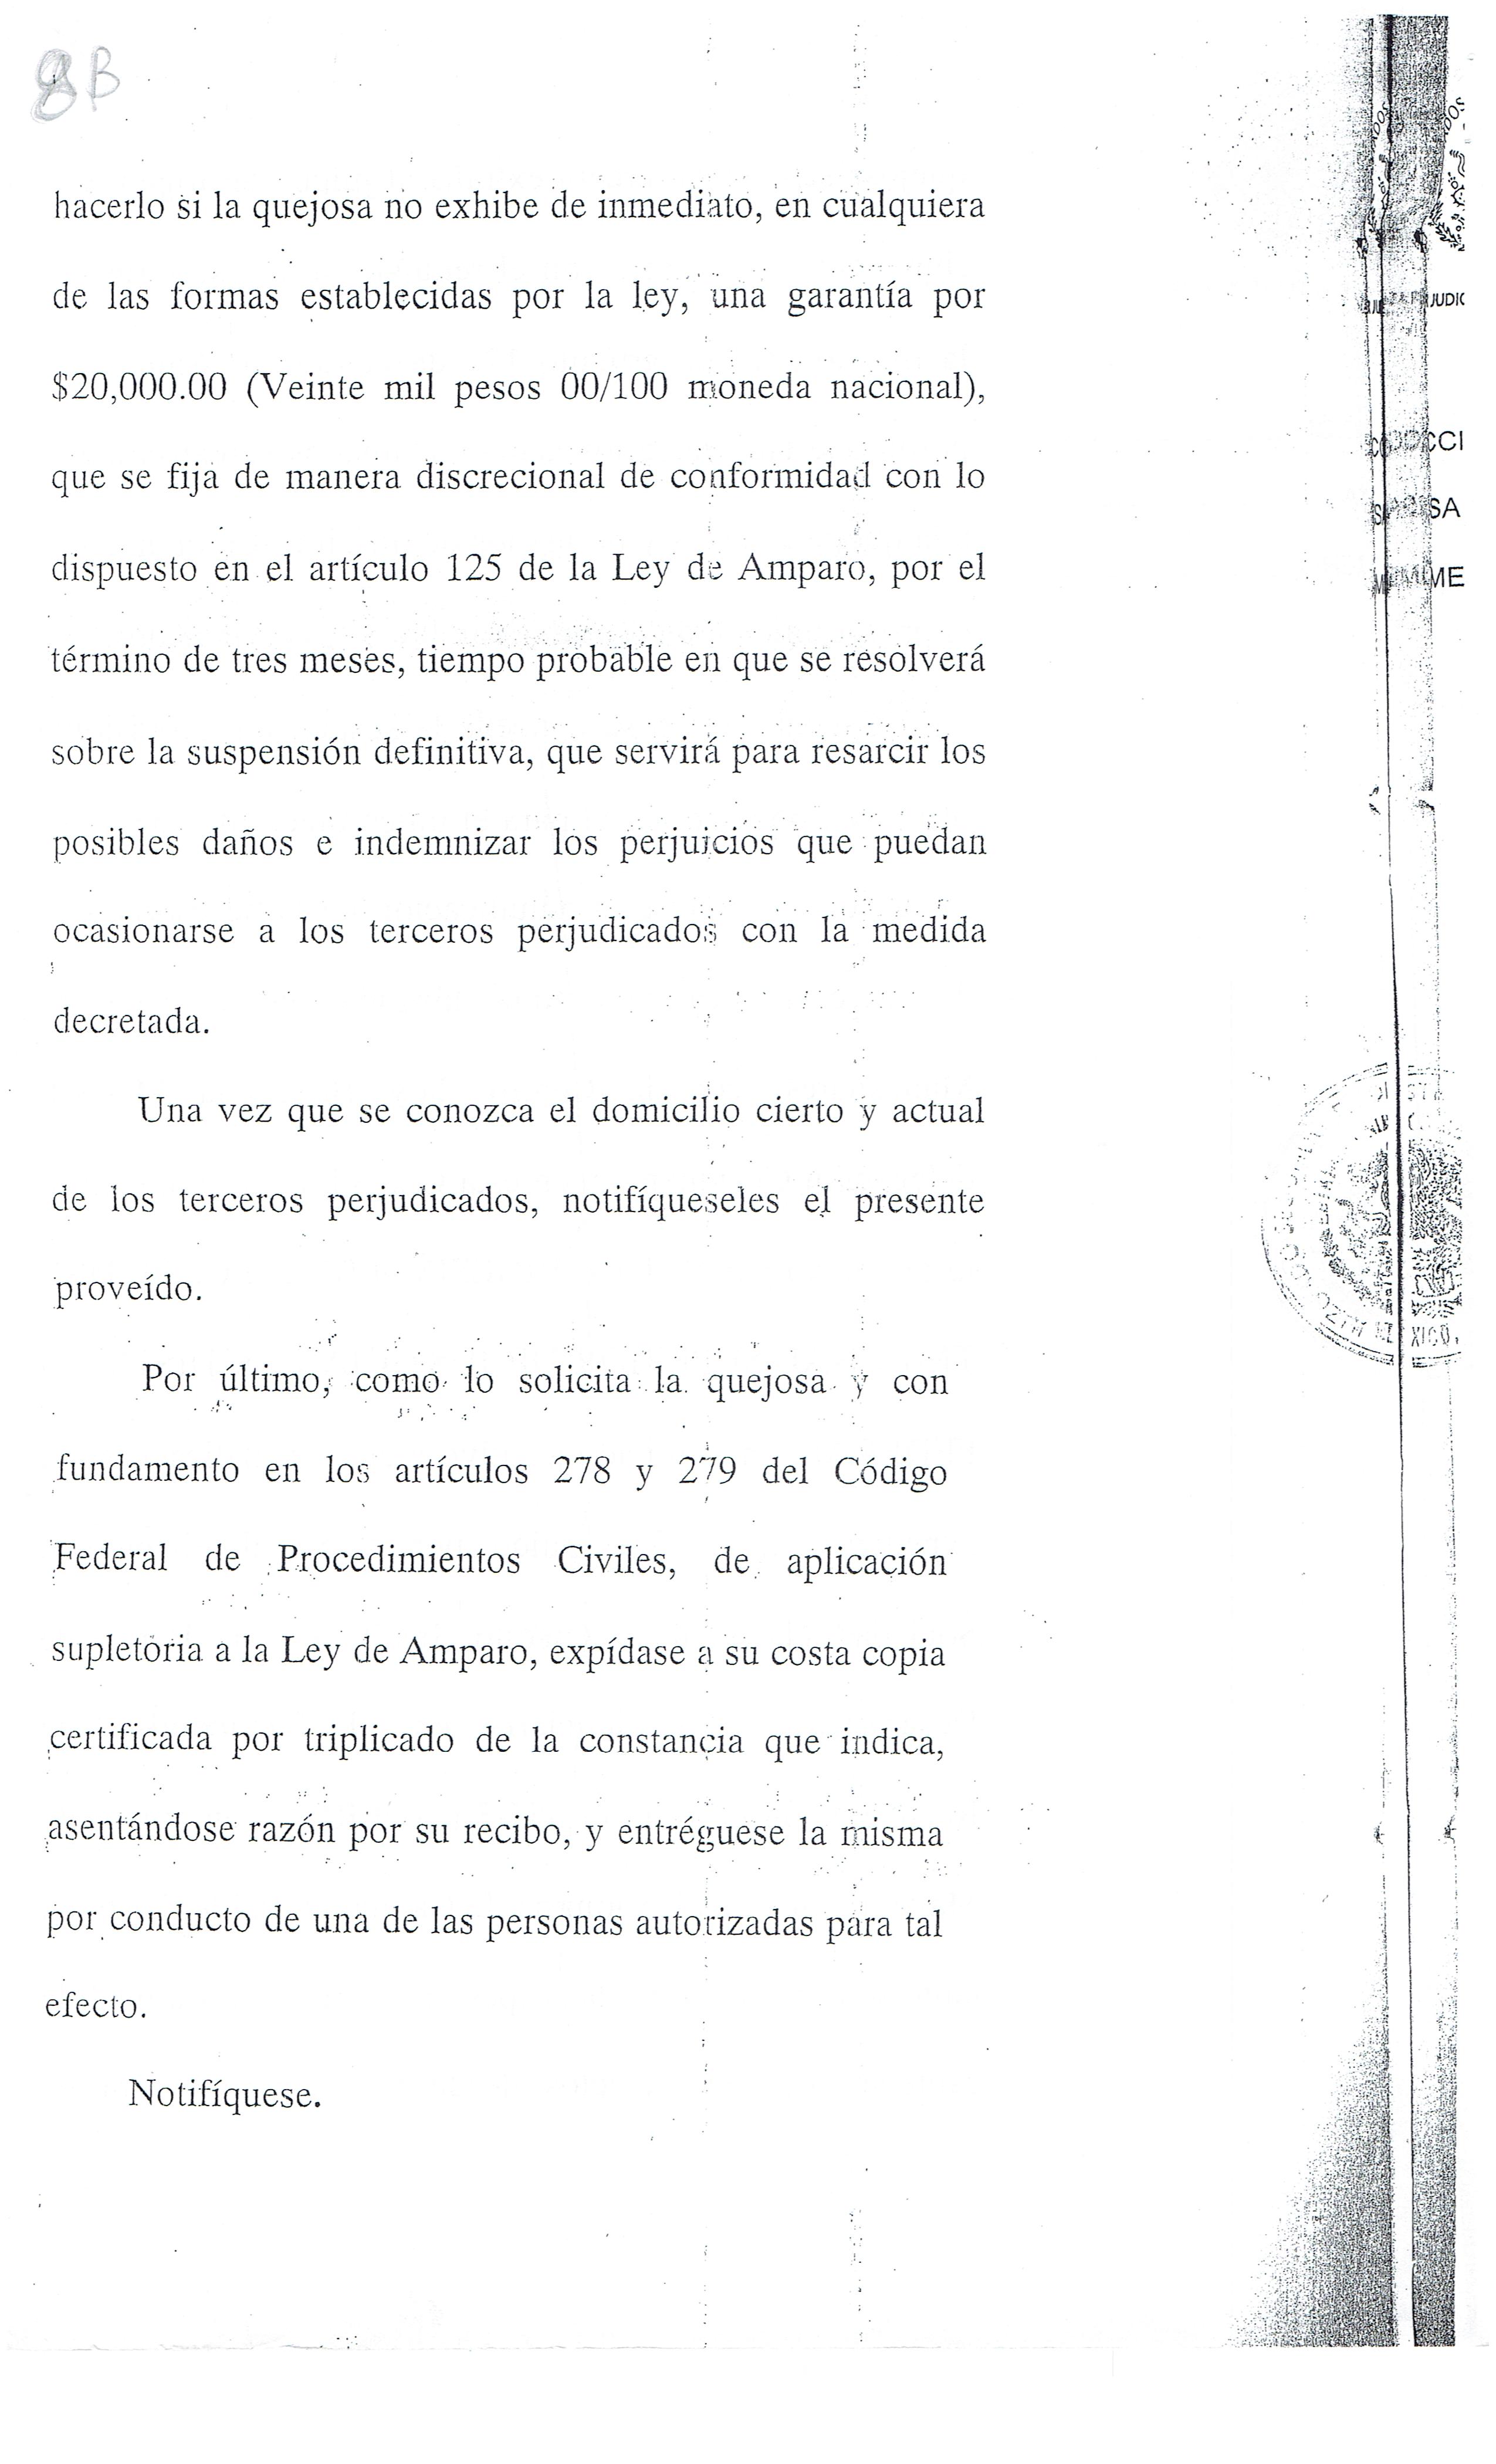 8B
hacerlo si la quejosa no exhibe de inmediato, en cualquiera
de las formas establecidas por la ley, una garantía por
$20,000.00 (Veinte mil pesos 00/100 moneda nacional),
que se fija de manera discrecional de conformidad con lo
dispuesto en el artículo 125 de la Ley de Amparo, por el
término de tres meses, tiempo probable en que se resolverá
sobre la suspensión definitiva, que servirá para resarcir los
posibles daños e indemnizar los perjuicios que puedan
ocasionarse a los terceros perjudicados con la medida
decretada.
Una vez que se conozca el domicilio cierto y actual
de los terceros perjudicados, notifíqueseles el presente
proveído.
Por último, como lo solicita la quejosa y con
fundamento en los artículos 278 y 279 del Código
Federal de Procedimientos Civiles, de aplicación
supletoria a la Ley de Amparo, expídase a su costa copia
certificada por triplicado de la constancia que indica,
asentándose razón por su recibo, y entréguese la misma
por conducto de una de las personas autorizadas para tal
efecto.
Notifíquese.
JUDIC
CCI
SA
ME
XICO,